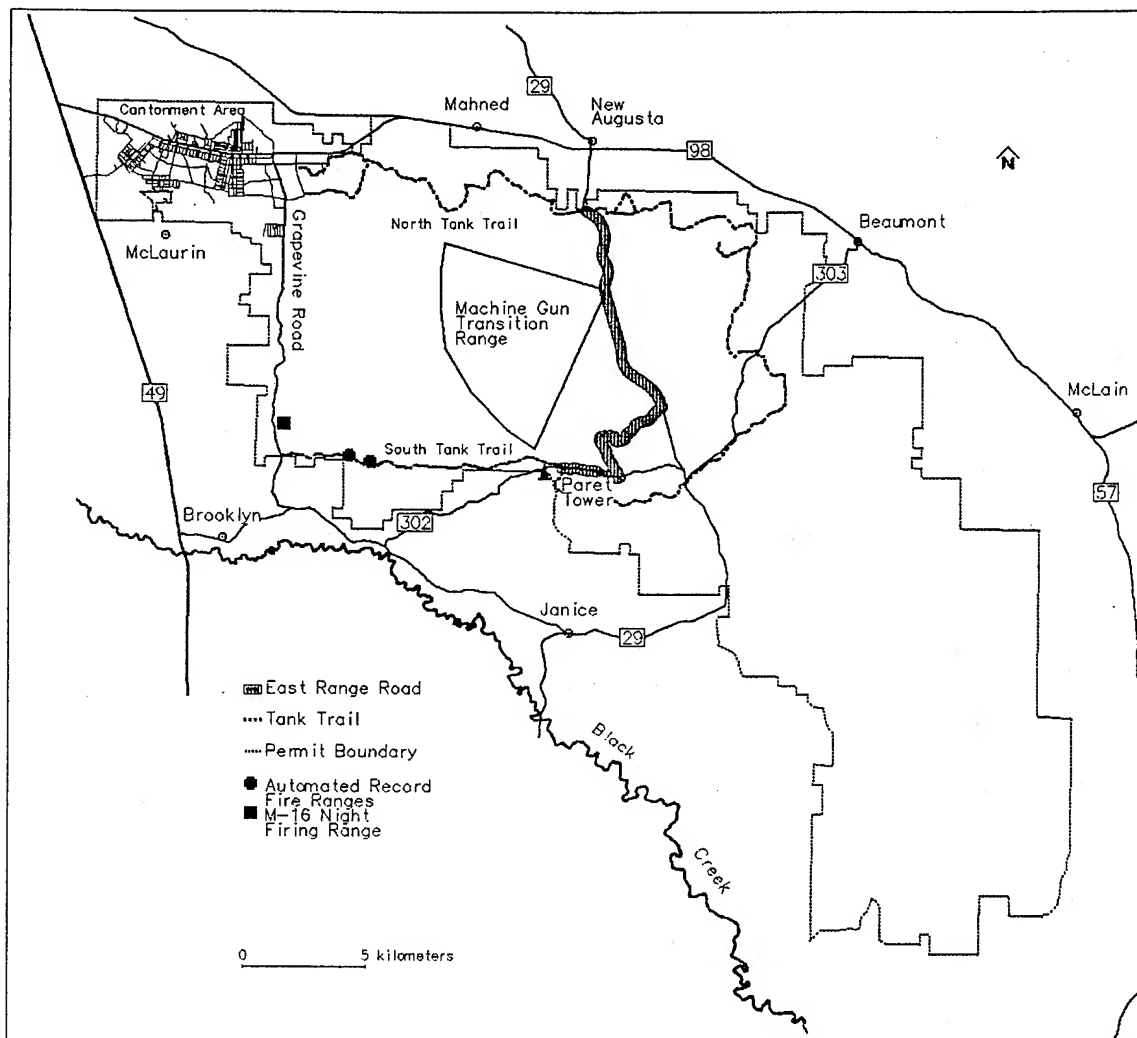 29
New
Augusta
Mahned
Cantonment Area
98
N
North Tank Trail
Beaumont
McLaurin
Grapevine Road
303
Machine Gun
Transition
Range
49
McLain
South Tank Trail
Paret
Tower
57
Brooklyn
302
Janice
29
East Range Road
Tank Trail
Permit Boundary
Automated Record
Fire Ranges
M-16 Night
Firing Range
Black
Creek
0 5 kilometers